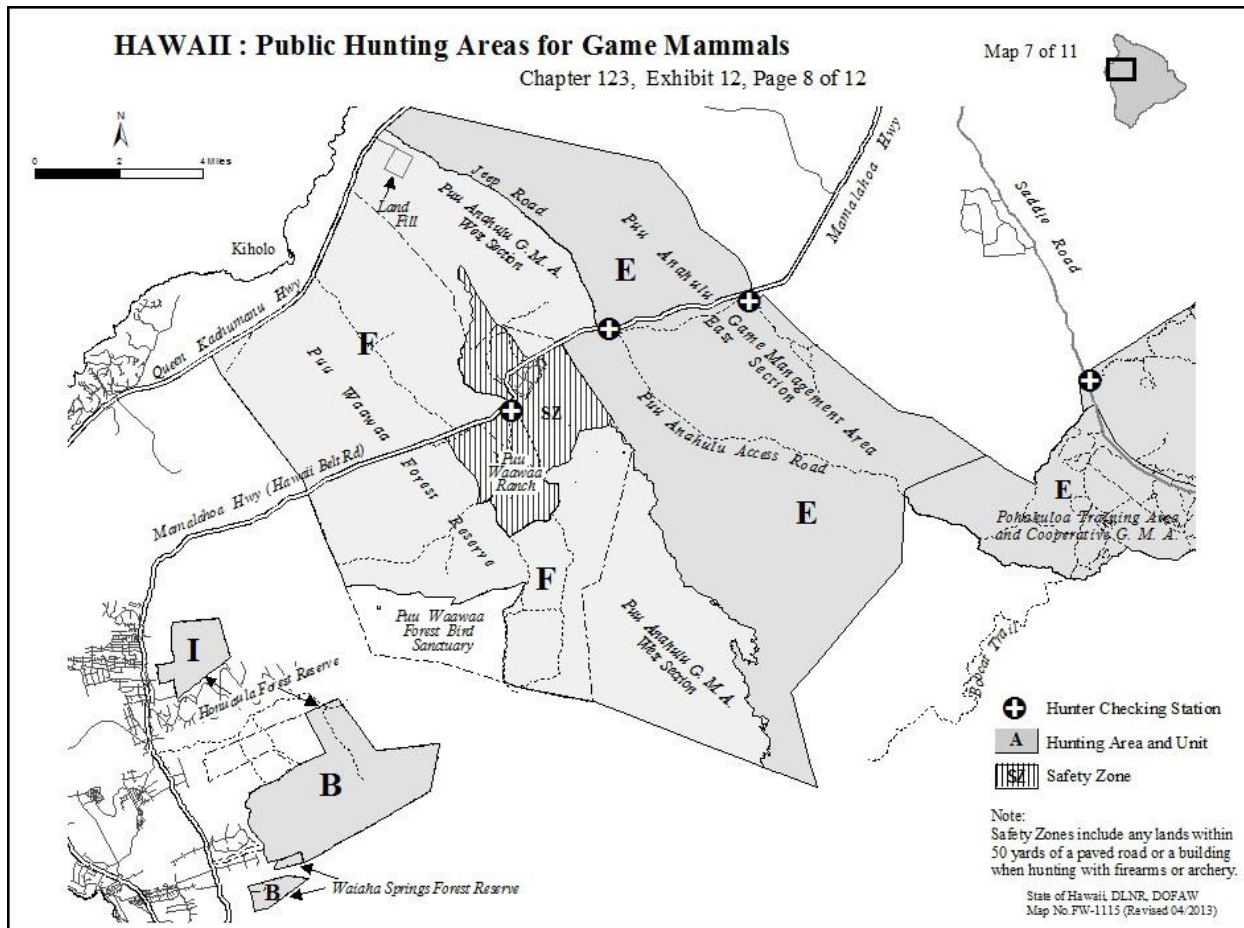 HAWAII : Public Hunting Areas for Game Mammals
Chapter 123, Exhibit 12, Page 8 of 12
Map 7 of 11
N
0 2 4 Miles
Mamalahoa Hwy
Saddle Road
Jeep Road
Land
Fill
Puu Anahulu G. M. A.
West Section
Kiholo
Queen Kaahumanu Hwy
E
Puu Anahulu Game Management Area
East Section
F
Puu Waawaa Forest Reserve
SZ
Puu
Waawaa
Ranch
Puu Anahulu Access Road
Mamalahoa Hwy (Hawaii Belt Rd)
E
E
Pohakuloa Training Area
and Cooperative G. M. A.
F
Puu Waawaa
Forest Bird
Sanctuary
Puu Anahulu G. M. A.
West Section
Bobcat Trail
I
Honuaula Forest Reserve
B
B
Waiaha Springs Forest Reserve
Hunter Checking Station
A Hunting Area and Unit
SZ Safety Zone
Note:
Safety Zones include any lands within
50 yards of a paved road or a building
when hunting with firearms or archery.
State of Hawaii, DLNR, DOFAW
Map No.FW-1115 (Revised 04/2013)